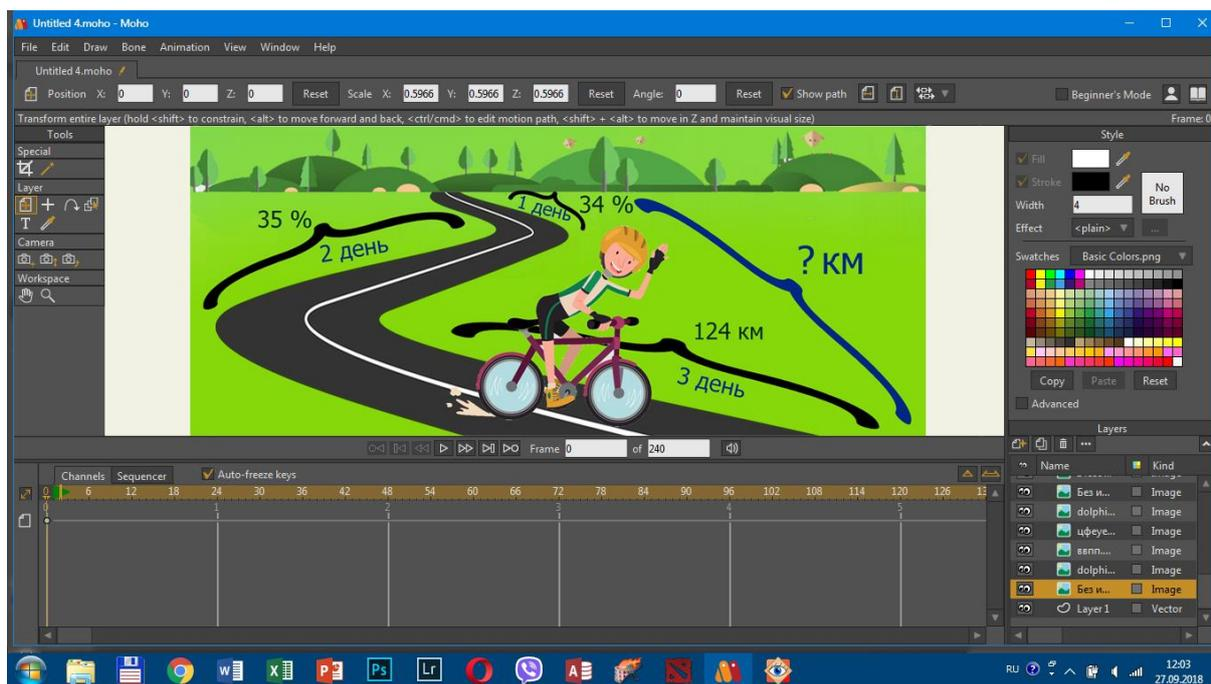 Untitled 4.moho - Moho
File Edit Draw Bone Animation View Window Help
Untitled 4.moho
Position X: 0 Y: 0 Z: 0 Reset Scale X: 0.5966 Y: 0.5966 Z: 0.5966 Reset Angle: 0 Reset Show path Beginner's Mode
Transform entire layer (hold <shift> to constrain, <alt> to move forward and back, <ctrl/cmd> to edit motion path, <shift> + <alt> to move in Z and maintain visual size) Frame: 0
Tools
Special
Layer
T
Camera
Workspace
35 %
2 день
1 день
34 %
? км
124 км
3 день
Style
Fill
Stroke
No
Brush
Width 4
Effect <plain> ...
Swatches Basic Colors.png
Copy Paste Reset
Advanced
Frame 0 of 240
Channels Sequencer Auto-freeze keys
0 6 12 18 24 30 36 42 48 54 60 66 72 78 84 90 96 102 108 114 120 126
0 1 2 3 4 5
Layers
Name Kind
Без и... Image
dolphi... Image
цфеуе... Image
ввпп.... Image
dolphi... Image
Без и... Image
Layer 1 Vector
W X P Ps Lr A RU 12:03
27.09.2018